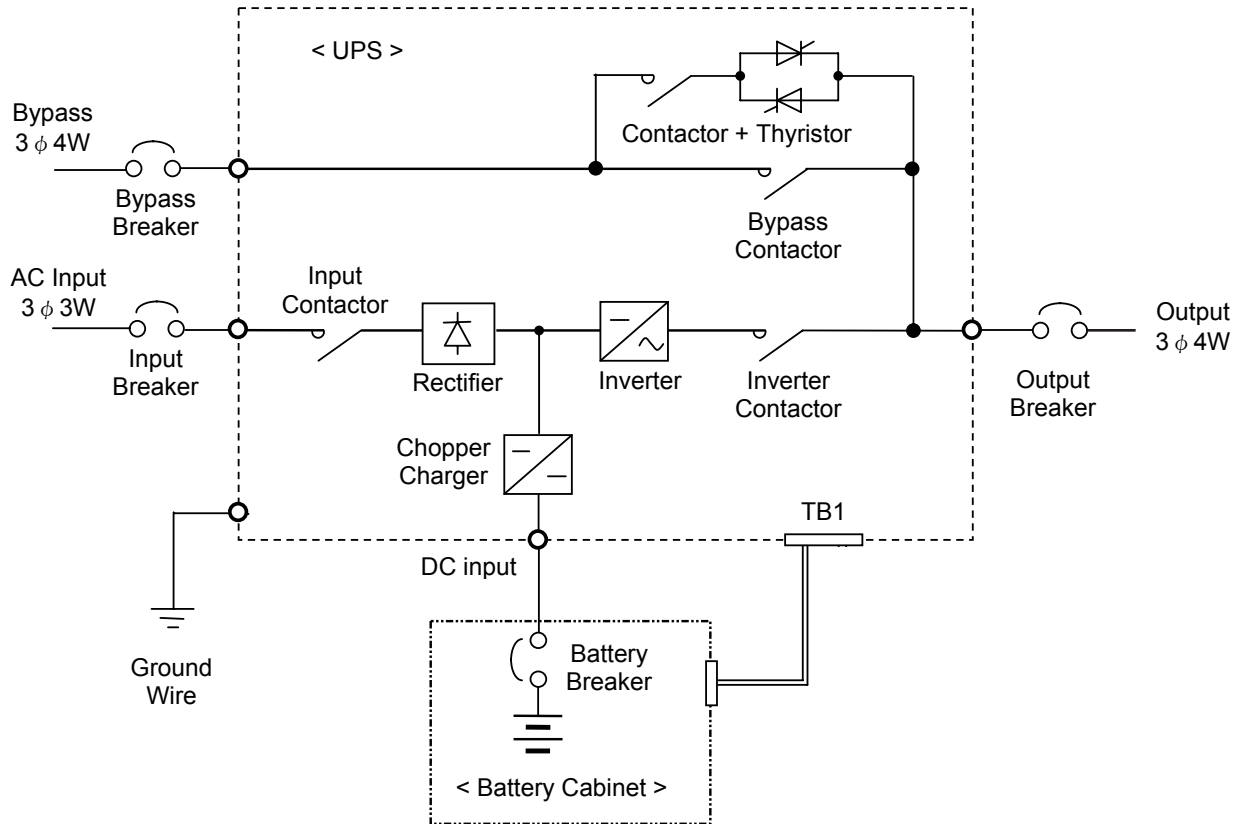 < UPS >
Bypass
3 ϕ 4W
Bypass
Breaker
Contactor + Thyristor
Bypass
Contactor
AC Input
3 ϕ 3W
Input
Breaker
Input
Contactor
Rectifier
Inverter
Inverter
Contactor
Output
3 ϕ 4W
Output
Breaker
Chopper
Charger
TB1
DC input
Ground
Wire
Battery
Breaker
< Battery Cabinet >